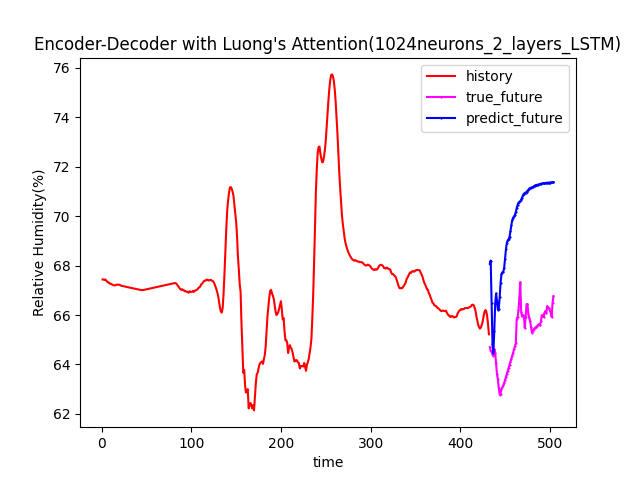 Encoder-Decoder with Luong's Attention(1024neurons_2_layers_LSTM)
history
true_future
predict_future
Relative Humidity(%)
76
74
72
70
68
66
64
62
0 100 200 300 400 500
time